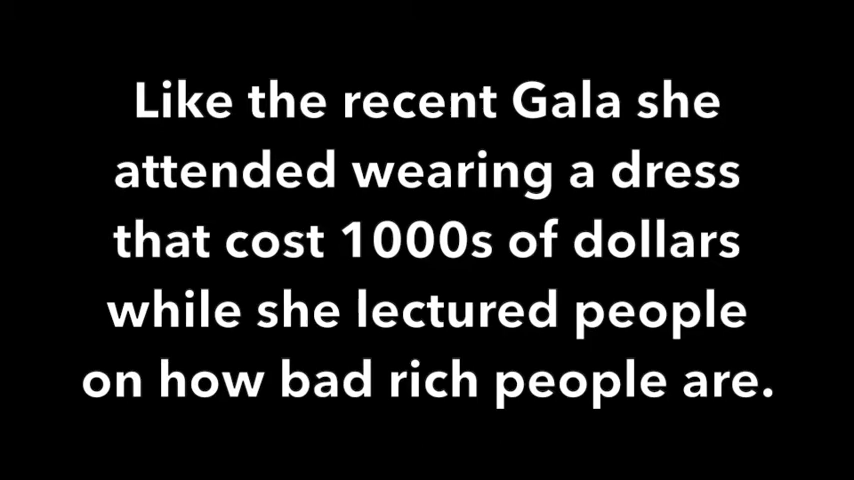 Like the recent Gala she
attended wearing a dress
that cost 1000s of dollars
while she lectured people
on how bad rich people are.